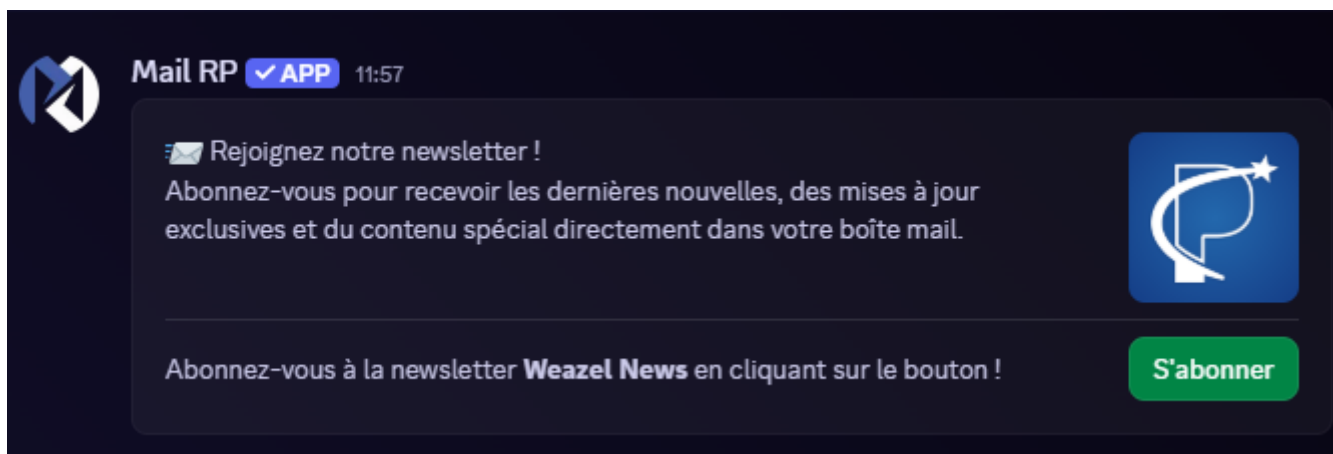 Mail RP ✓ APP 11:57
📨 Rejoignez notre newsletter !
Abonnez-vous pour recevoir les dernières nouvelles, des mises à jour
exclusives et du contenu spécial directement dans votre boîte mail.
Abonnez-vous à la newsletter Weazel News en cliquant sur le bouton !
S'abonner